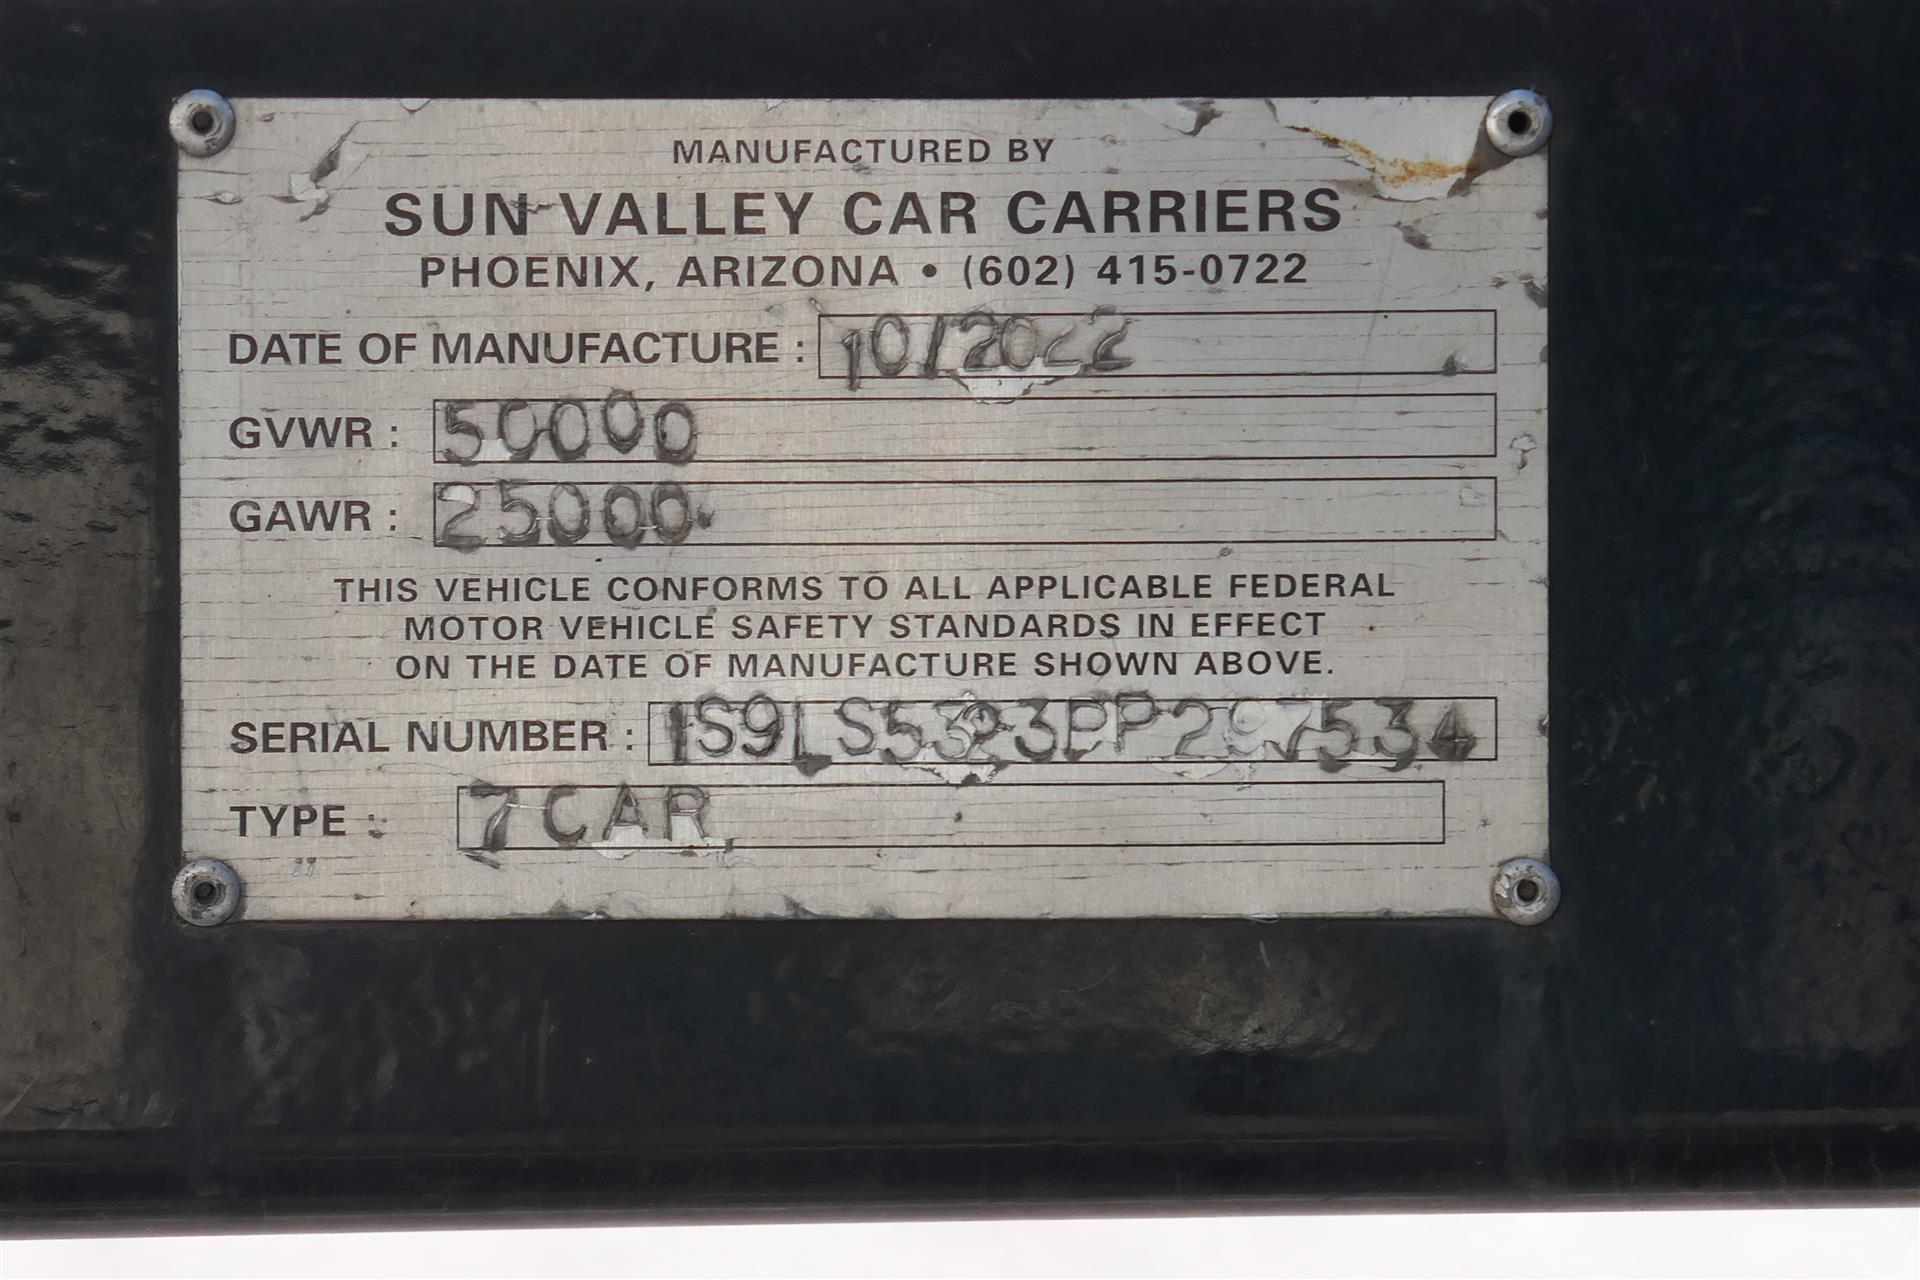 MANUFACTURED BY
SUN VALLEY CAR CARRIERS
PHOENIX, ARIZONA • (602) 415-0722
DATE OF MANUFACTURE : 10/2022
GVWR : 50000
GAWR : 25000
THIS VEHICLE CONFORMS TO ALL APPLICABLE FEDERAL
MOTOR VEHICLE SAFETY STANDARDS IN EFFECT
ON THE DATE OF MANUFACTURE SHOWN ABOVE.
SERIAL NUMBER : 1S9LS5323PP297534
TYPE : 7 CAR